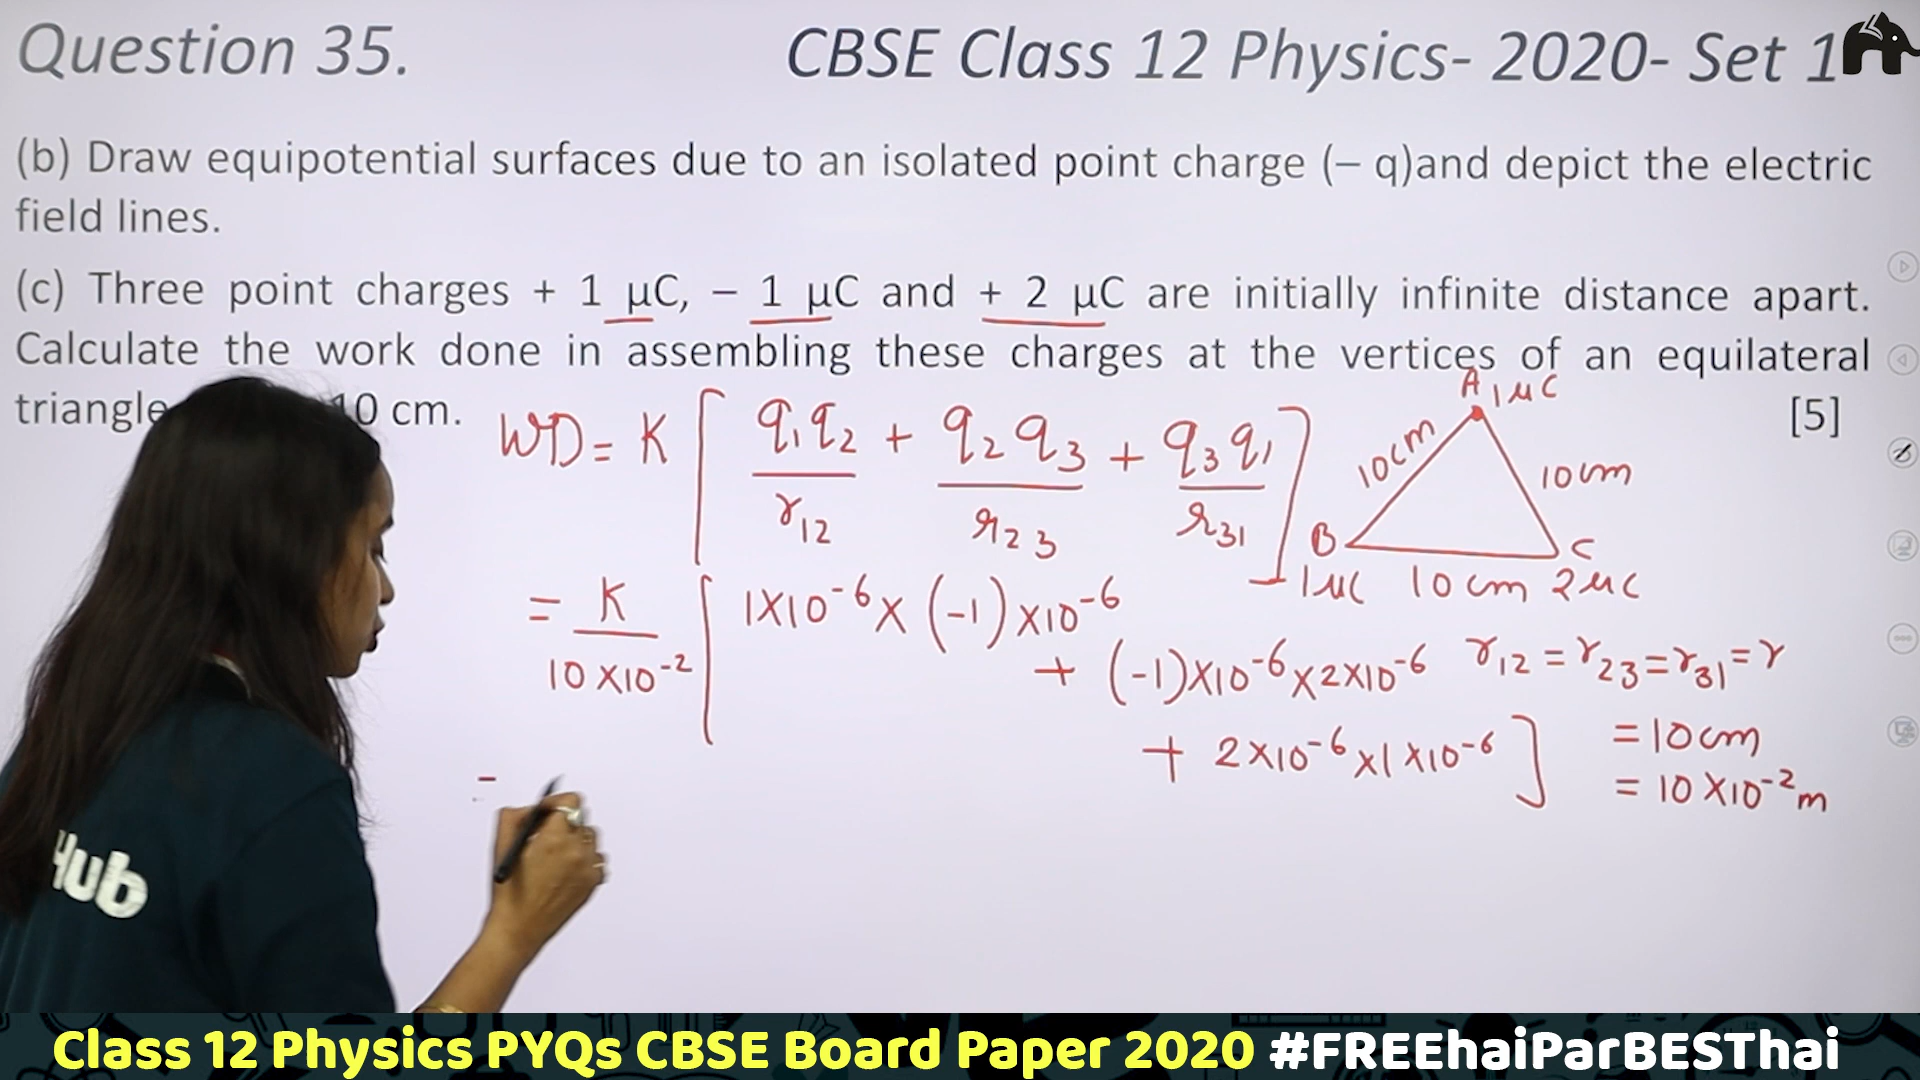 Question 35.
CBSE Class 12 Physics- 2020- Set 1
(b) Draw equipotential surfaces due to an isolated point charge (– q)and depict the electric
field lines.
(c) Three point charges + 1 μC, – 1 μC and + 2 μC are initially infinite distance apart.
Calculate the work done in assembling these charges at the vertices of an equilateral
triangle 10 cm. [5]
WD = K [ q₁q₂/r₁₂ + q₂q₃/r₂₃ + q₃q₁/r₃₁ ]
A 1μC
10cm
10cm
B
C
-1μC 10cm 2μC
= K/10×10⁻² [ 1×10⁻⁶ × (-1)×10⁻⁶
+ (-1)×10⁻⁶×2×10⁻⁶
+ 2×10⁻⁶×1×10⁻⁶ ]
r₁₂ = r₂₃ = r₃₁ = r
= 10cm
= 10×10⁻²m
Hub
Class 12 Physics PYQs CBSE Board Paper 2020 #FREEhaiParBESThai